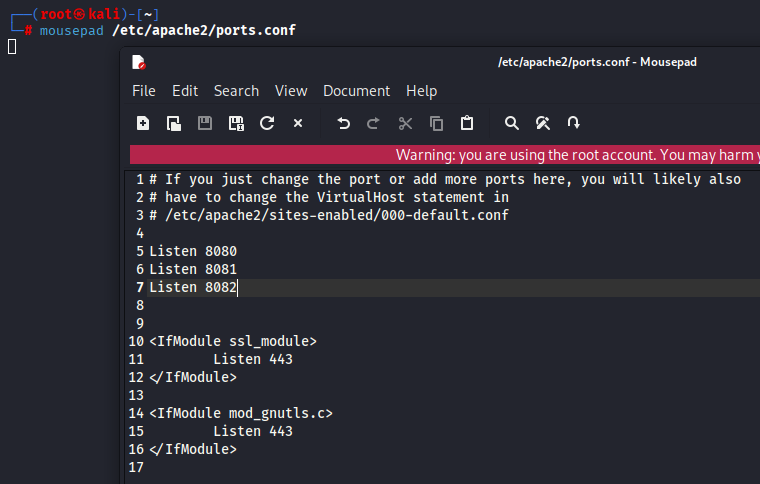 ┌──(root㉿kali)-[~]
└─# mousepad /etc/apache2/ports.conf
/etc/apache2/ports.conf - Mousepad
File Edit Search View Document Help
Warning: you are using the root account. You may harm
1 # If you just change the port or add more ports here, you will likely also
2 # have to change the VirtualHost statement in
3 # /etc/apache2/sites-enabled/000-default.conf
4
5 Listen 8080
6 Listen 8081
7 Listen 8082
8
9
10 <IfModule ssl_module>
11 Listen 443
12 </IfModule>
13
14 <IfModule mod_gnutls.c>
15 Listen 443
16 </IfModule>
17